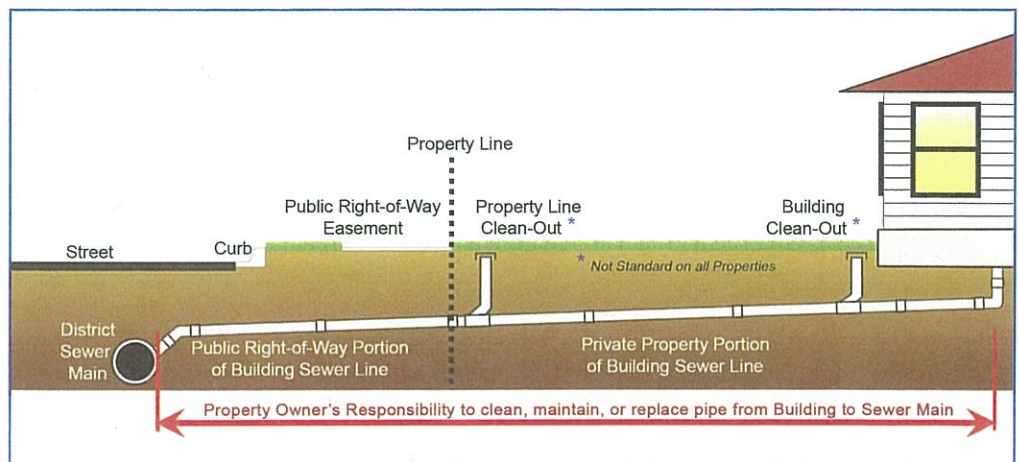 Property Line
Public Right-of-Way
Easement
Property Line
Clean-Out *
Building
Clean-Out *
Street
Curb
* Not Standard on all Properties
District
Sewer
Main
Public Right-of-Way Portion
of Building Sewer Line
Private Property Portion
of Building Sewer Line
Property Owner's Responsibility to clean, maintain, or replace pipe from Building to Sewer Main